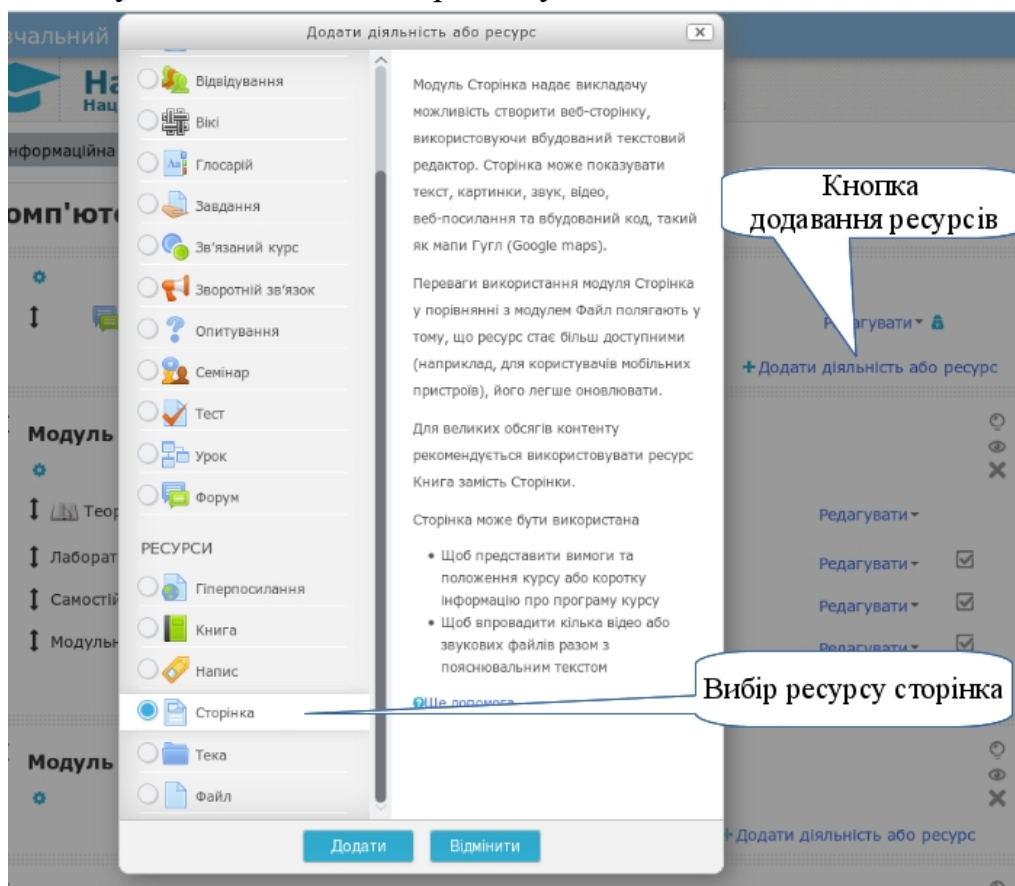 Додати діяльність або ресурс
Відвідування
Вікі
Глосарій
Завдання
Зв'язаний курс
Зворотній зв'язок
Опитування
Семінар
Тест
Урок
Форум
РЕСУРСИ
Гіперпосилання
Книга
Напис
Сторінка
Тека
Файл
Модуль Сторінка надає викладачу
можливість створити веб-сторінку,
використовуючи вбудований текстовий
редактор. Сторінка може показувати
текст, картинки, звук, відео,
веб-посилання та вбудований код, такий
як мапи Гугл (Google maps).
Переваги використання модуля Сторінка
у порівнянні з модулем Файл полягають у
тому, що ресурс стає більш доступними
(наприклад, для користувачів мобільних
пристроїв), його легше оновлювати.
Для великих обсягів контенту
рекомендується використовувати ресурс
Книга замість Сторінки.
Сторінка може бути використана
• Щоб представити вимоги та
положення курсу або коротку
інформацію про програму курсу
• Щоб впровадити кілька відео або
звукових файлів разом з
пояснювальним текстом
Ще допомога
Додати
Відмінити
Кнопка
додавання ресурсів
Редагувати
+Додати діяльність або ресурс
Модуль
Редагувати
Редагувати
Редагувати
Редагувати
Вибір ресурсу сторінка
Модуль
Додати діяльність або ресурс